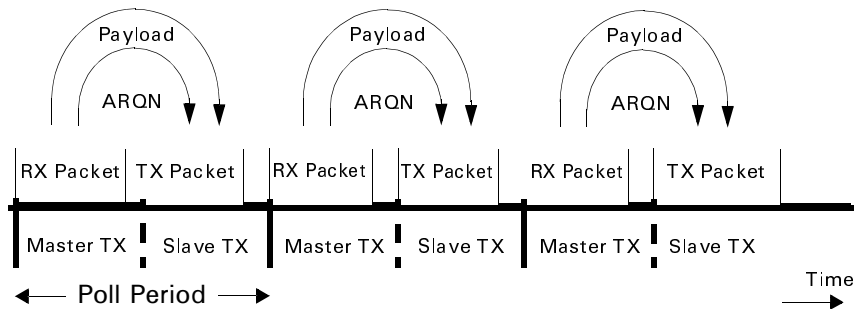 Payload Payload Payload
ARQN ARQN ARQN
RX Packet TX Packet RX Packet TX Packet RX Packet TX Packet
Master TX Slave TX Master TX Slave TX Master TX Slave TX
Poll Period Time